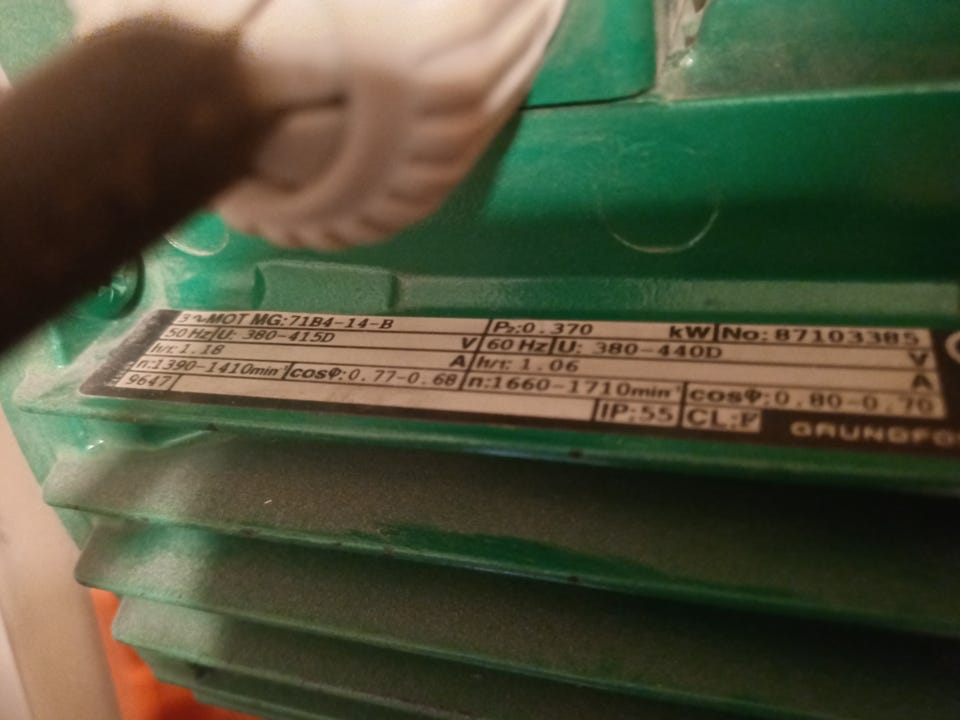 3~MOT MG:71B4-14-B P₂:0.370 kW No: 87103385
50 Hz U: 380-415D V 60 Hz U: 380-440D V
I1/1: 1.18 A I1/1: 1.06 A
n:1390-1410min⁻¹ cosφ:0.77-0.68 n:1660-1710min⁻¹ cosφ:0.80-0.70
9647 IP:55 CL:F
GRUNDFO